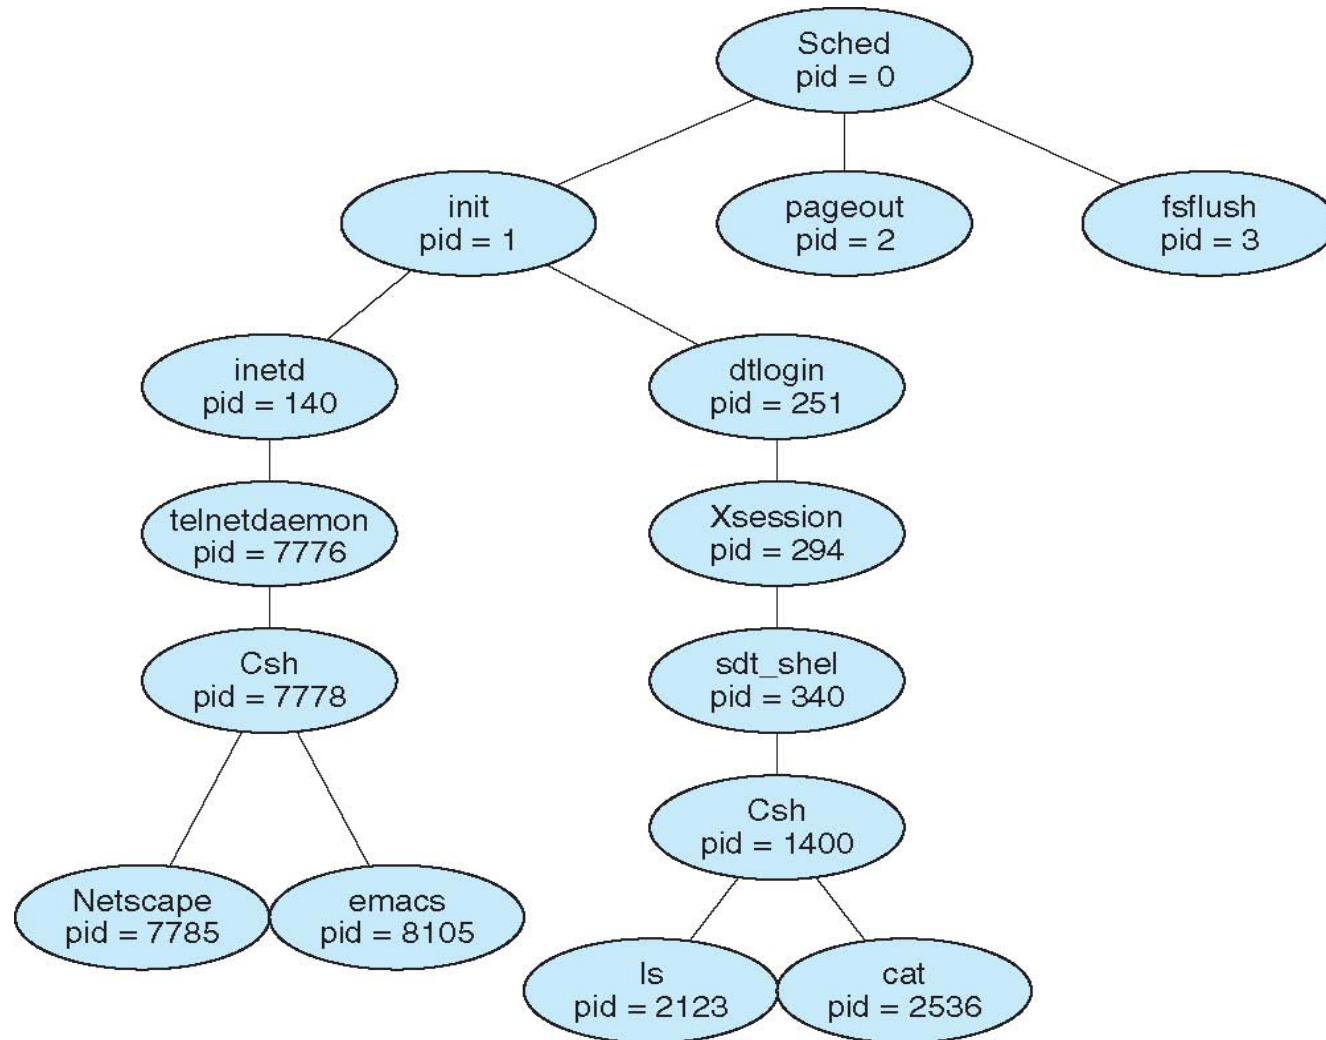 Sched
pid = 0
init
pid = 1
pageout
pid = 2
fsflush
pid = 3
inetd
pid = 140
dtlogin
pid = 251
telnetdaemon
pid = 7776
Xsession
pid = 294
Csh
pid = 7778
sdt_shel
pid = 340
Csh
pid = 1400
Netscape
pid = 7785
emacs
pid = 8105
ls
pid = 2123
cat
pid = 2536